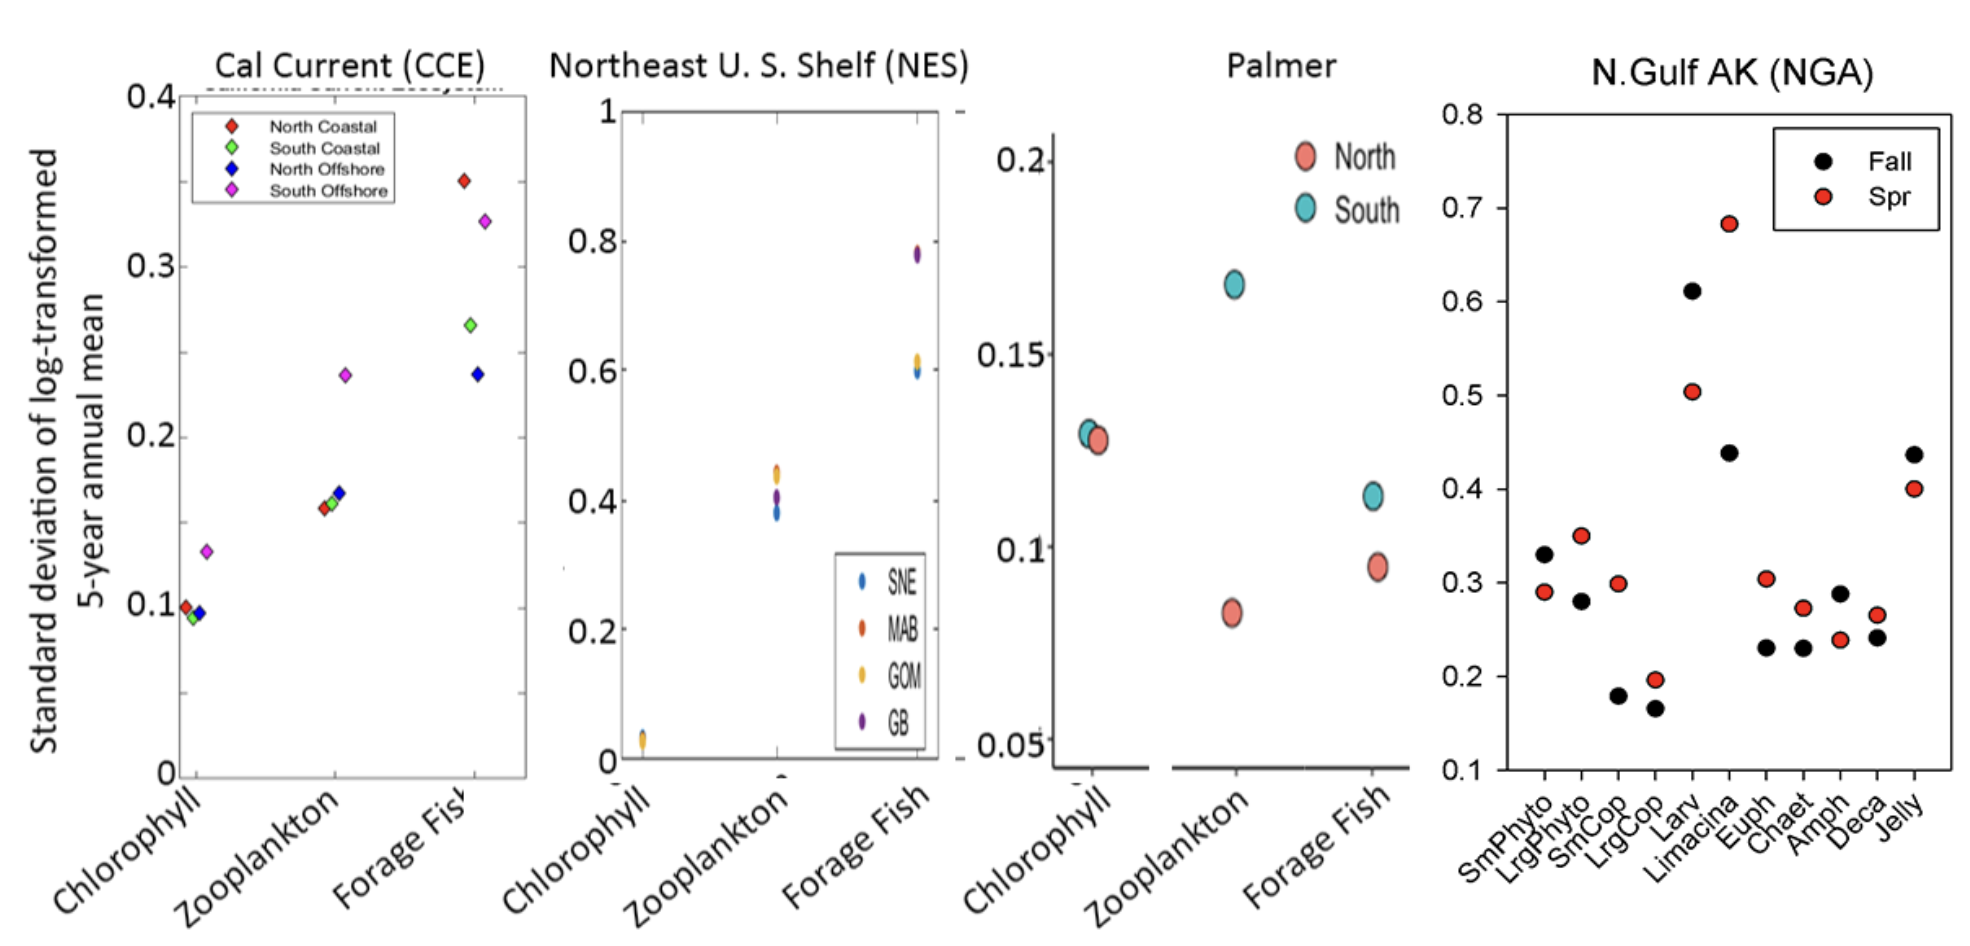 Cal Current (CCE)
Northeast U. S. Shelf (NES)
Palmer
N.Gulf AK (NGA)
Standard deviation of log-transformed
5-year annual mean
0.4
0.3
0.2
0.1
0
North Coastal
South Coastal
North Offshore
South Offshore
Chlorophyll
Zooplankton
Forage Fish
1
0.8
0.6
0.4
0.2
0
SNE
MAB
GOM
GB
Chlorophyll
Zooplankton
Forage Fish
0.2
0.15
0.1
0.05
North
South
Chlorophyll
Zooplankton
Forage Fish
0.8
0.7
0.6
0.5
0.4
0.3
0.2
0.1
Fall
Spr
SmPhyto
LrgPhyto
SmCop
LrgCop
Larv
Limacina
Euph
Chaet
Amph
Deca
Jelly